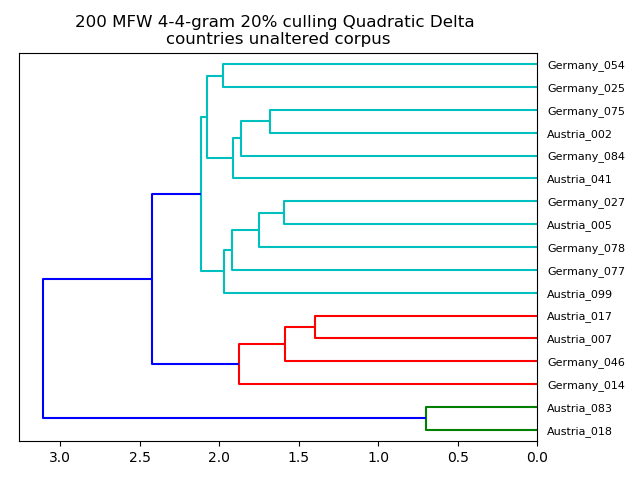 200 MFW 4-4-gram 20% culling Quadratic Delta
countries unaltered corpus
Germany_054
Germany_025
Germany_075
Austria_002
Germany_084
Austria_041
Germany_027
Austria_005
Germany_078
Germany_077
Austria_099
Austria_017
Austria_007
Germany_046
Germany_014
Austria_083
Austria_018
3.0 2.5 2.0 1.5 1.0 0.5 0.0